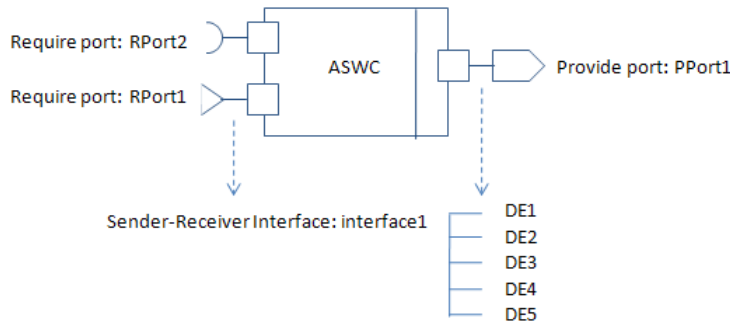 Require port: RPort2
ASWC
Provide port: PPort1
Require port: RPort1
Sender-Receiver Interface: interface1
DE1
DE2
DE3
DE4
DE5